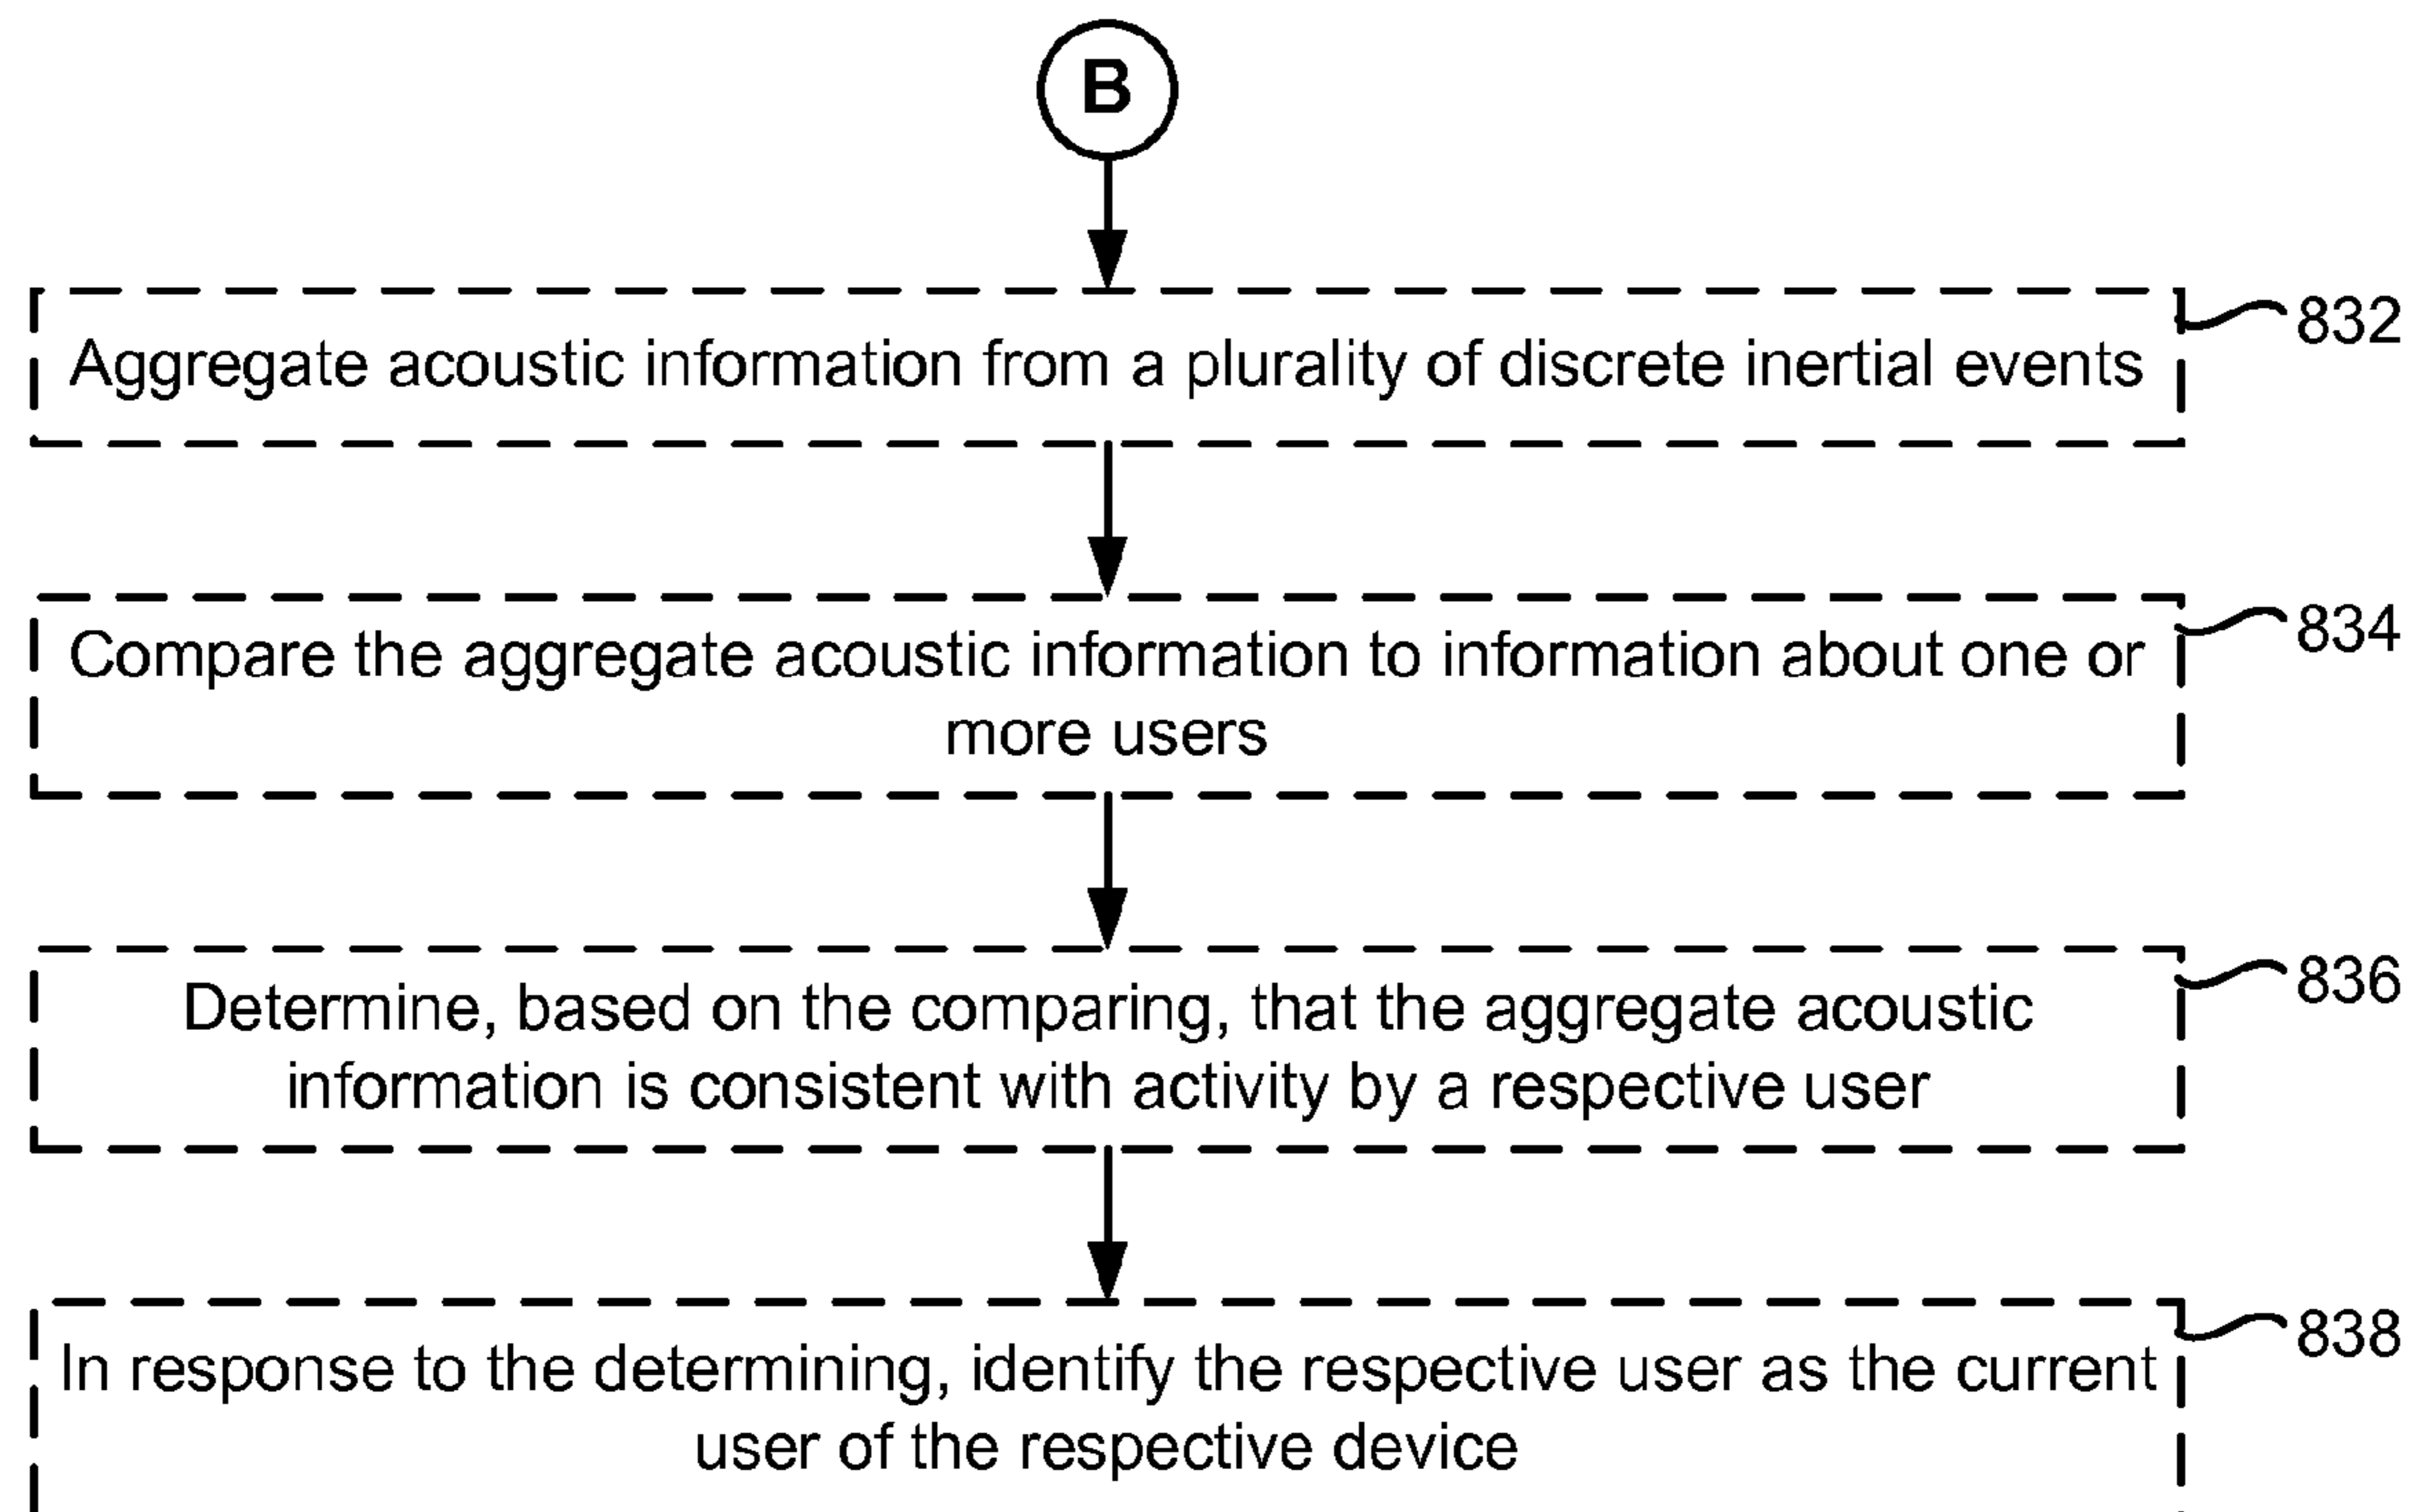 B
832
Aggregate acoustic information from a plurality of discrete inertial events
834
Compare the aggregate acoustic information to information about one or
more users
836
Determine, based on the comparing, that the aggregate acoustic
information is consistent with activity by a respective user
838
In response to the determining, identify the respective user as the current
user of the respective device